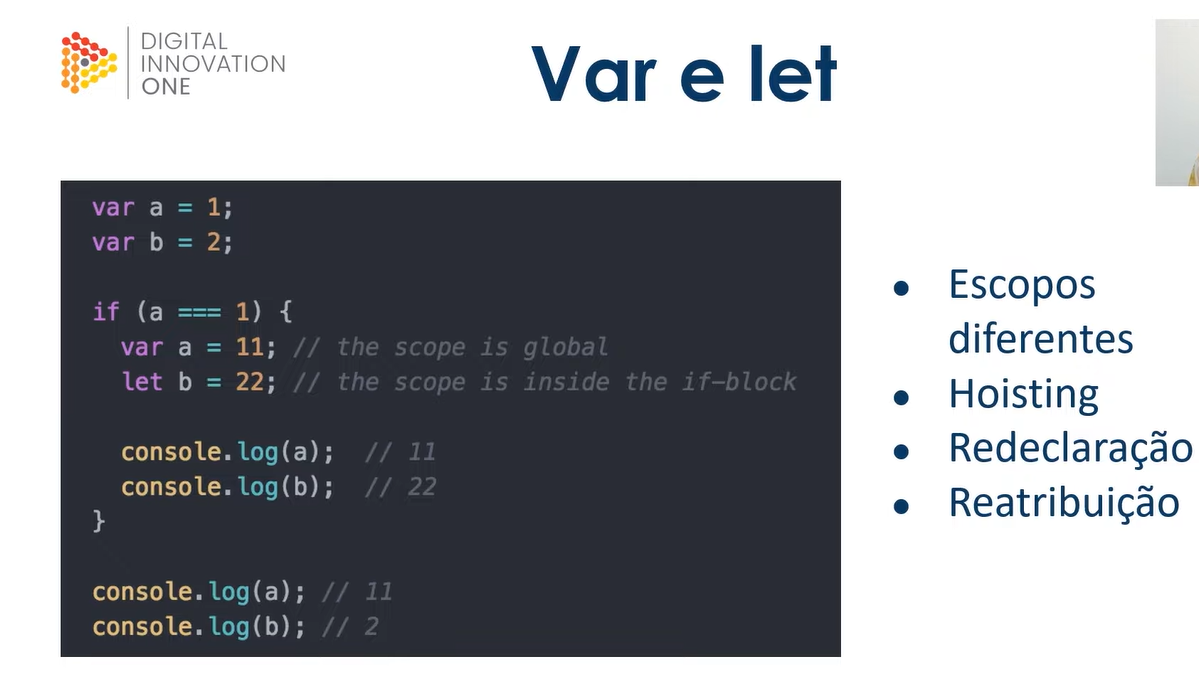 DIGITAL
INNOVATION
ONE
Var e let
var a = 1;
var b = 2;
if (a === 1) {
  var a = 11; // the scope is global
  let b = 22; // the scope is inside the if-block
  console.log(a);  // 11
  console.log(b);  // 22
}
console.log(a); // 11
console.log(b); // 2
● Escopos
diferentes
● Hoisting
● Redeclaração
● Reatribuição